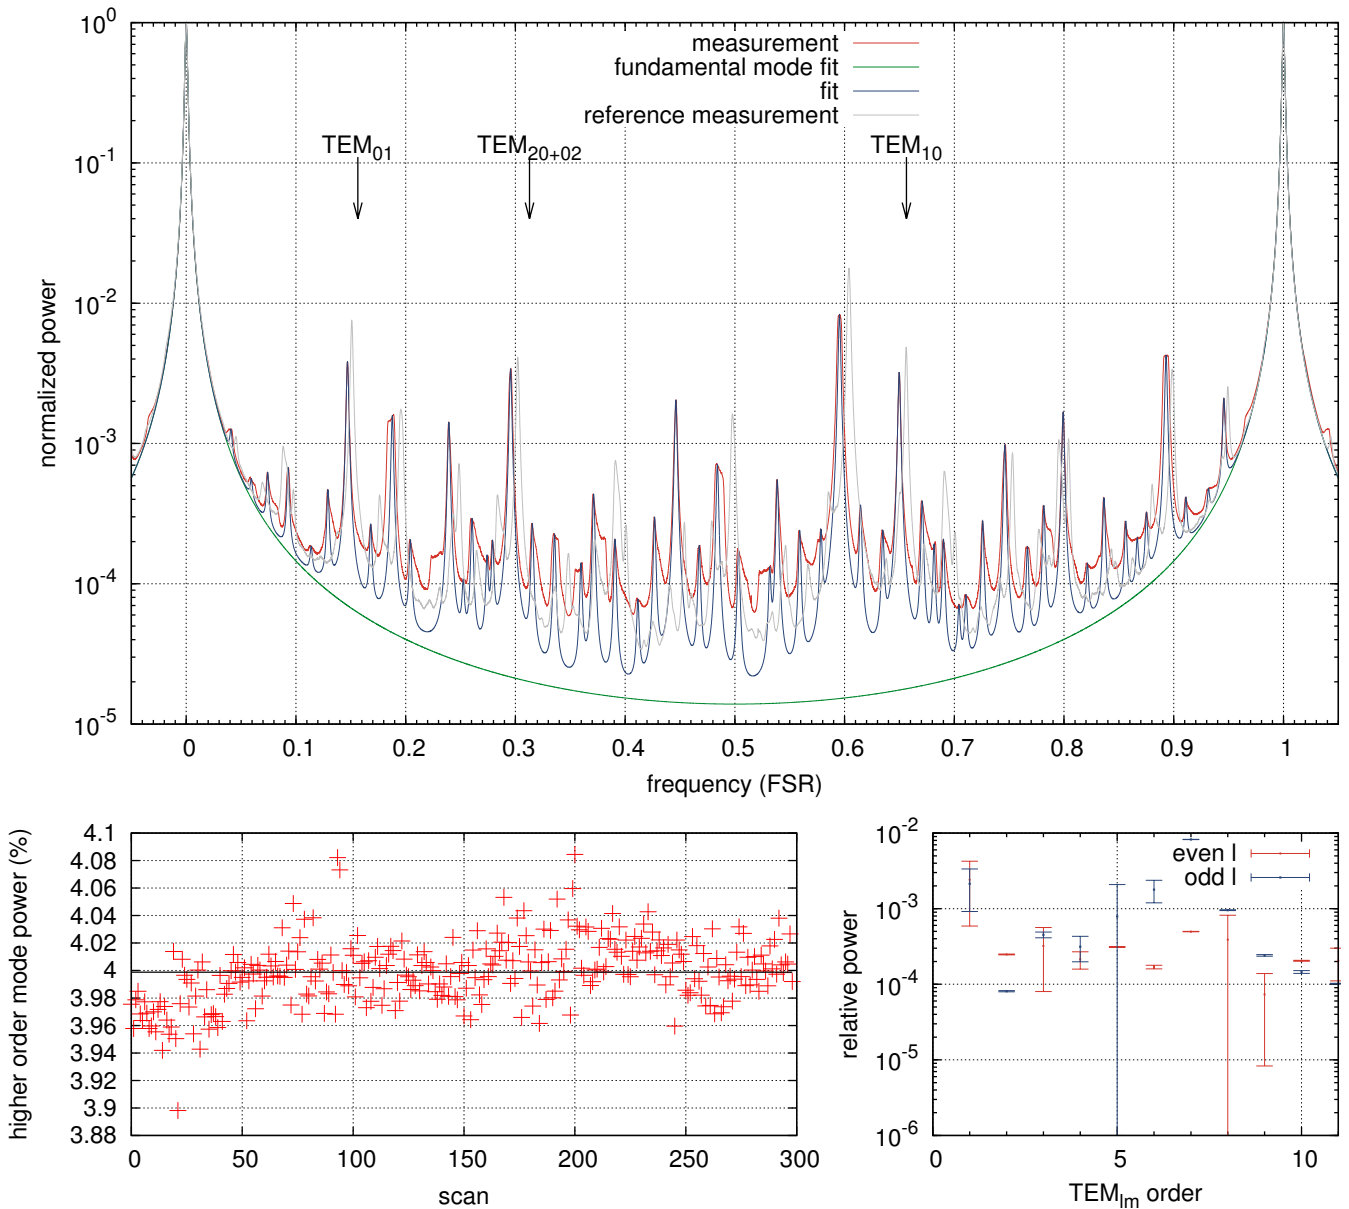 measurement
fundamental mode fit
fit
reference measurement
TEM01
TEM20+02
TEM10
normalized power
10^0
10^-1
10^-2
10^-3
10^-4
10^-5
0 0.1 0.2 0.3 0.4 0.5 0.6 0.7 0.8 0.9 1
frequency (FSR)
higher order mode power (%)
4.1
4.08
4.06
4.04
4.02
4
3.98
3.96
3.94
3.92
3.9
3.88
0 50 100 150 200 250 300
scan
relative power
10^-2
10^-3
10^-4
10^-5
10^-6
even l
odd l
0 5 10
TEMlm order